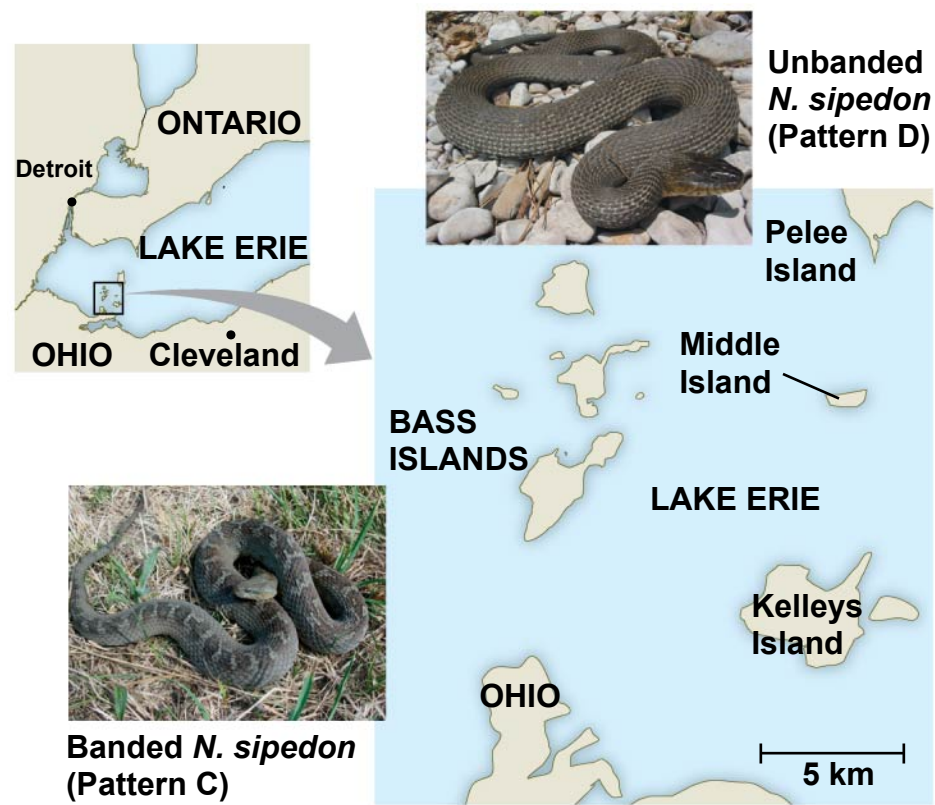 ONTARIO
Detroit
LAKE ERIE
OHIO
Cleveland
Unbanded
N. sipedon
(Pattern D)
Pelee
Island
Middle
Island
BASS
ISLANDS
LAKE ERIE
Kelleys
Island
OHIO
5 km
Banded N. sipedon
(Pattern C)